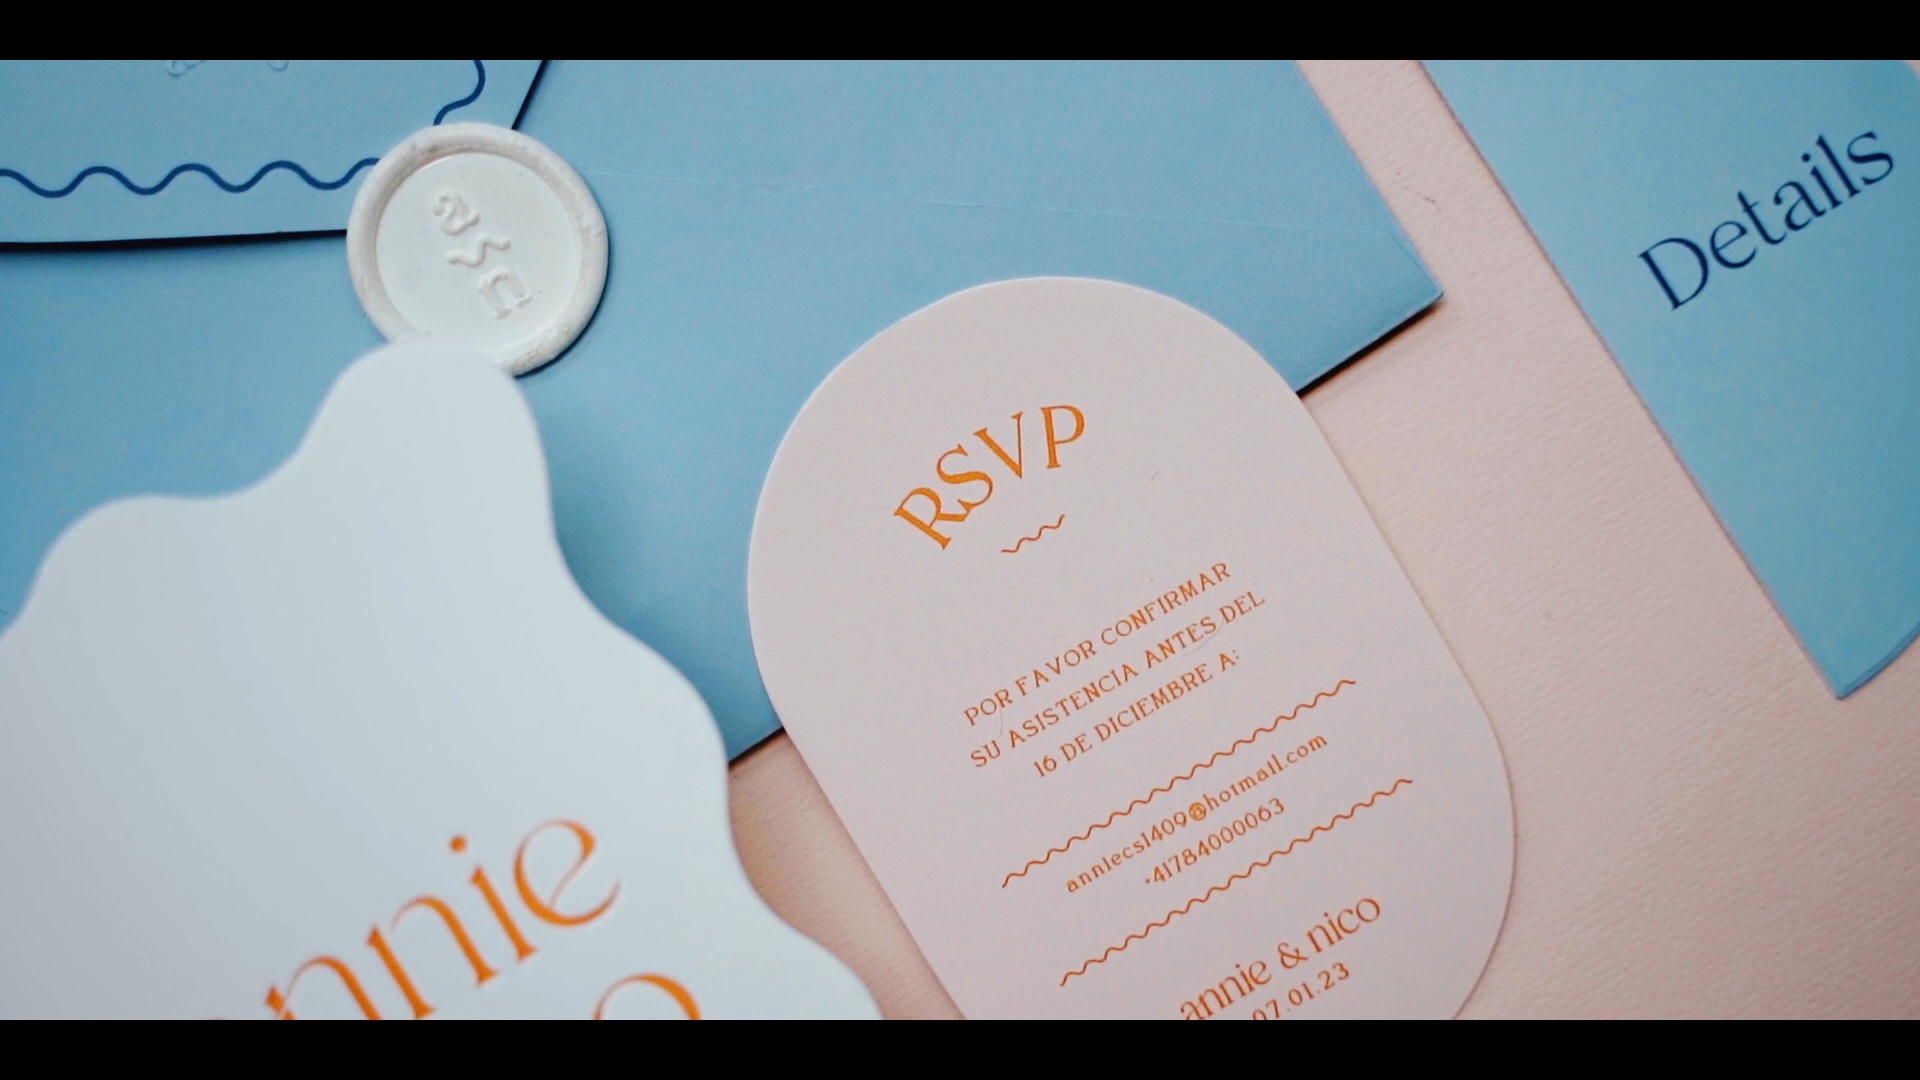 a
n
Details
RSVP
POR FAVOR CONFIRMAR
SU ASISTENCIA ANTES DEL
16 DE DICIEMBRE A:
anniecs1409@hotmail.com
+41784000063
annie & nico
07.01.23
annie